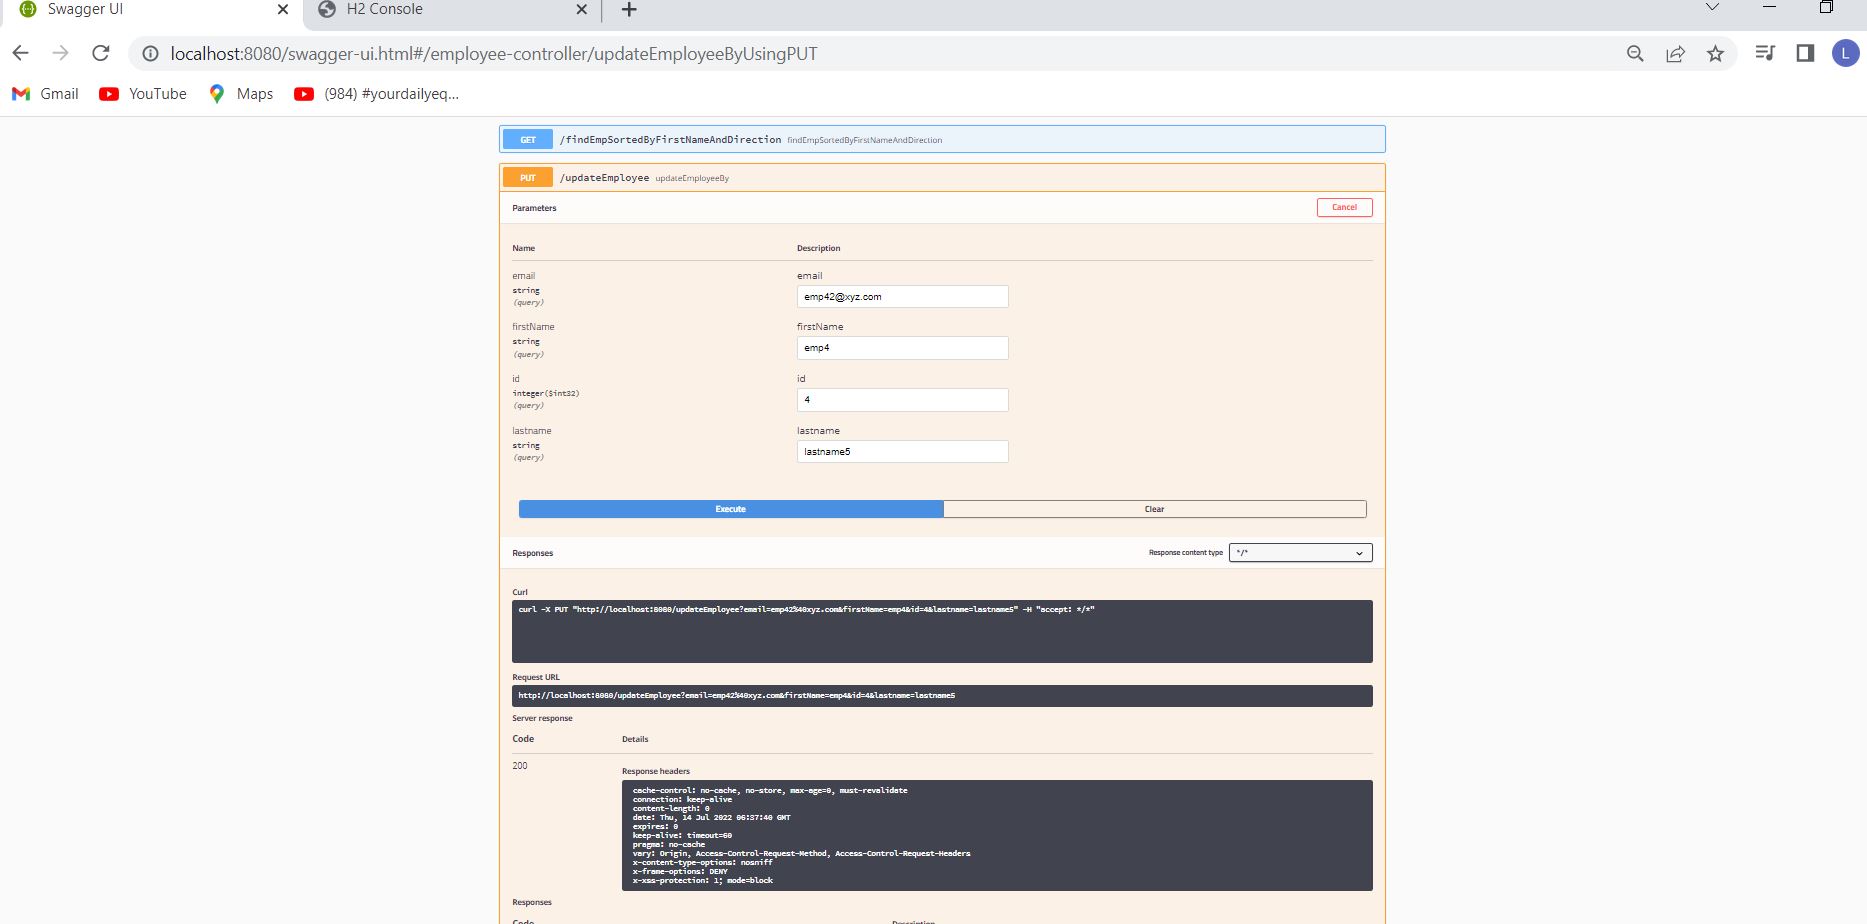 Swagger UI
H2 Console
localhost:8080/swagger-ui.html#/employee-controller/updateEmployeeByUsingPUT
L
Gmail YouTube Maps (984) #yourdailyeq...
GET /findEmpSortedByFirstNameAndDirection findEmpSortedByFirstNameAndDirection
PUT /updateEmployee updateEmployeeBy
Parameters Cancel
Name Description
email email
string
(query)
emp42@xyz.com
firstName firstName
string
(query)
emp4
id id
integer($int32)
(query)
4
lastname lastname
string
(query)
lastname5
Execute Clear
Responses Response content type */*
Curl
curl -X PUT "http://localhost:8080/updateEmployee?email=emp42%40xyz.com&firstName=emp4&id=4&lastname=lastname5" -H "accept: */*"
Request URL
http://localhost:8080/updateEmployee?email=emp42%40xyz.com&firstName=emp4&id=4&lastname=lastname5
Server response
Code Details
200
Response headers
cache-control: no-cache, no-store, max-age=0, must-revalidate
connection: keep-alive
content-length: 0
date: Thu, 14 Jul 2022 06:37:40 GMT
expires: 0
keep-alive: timeout=60
pragma: no-cache
vary: Origin, Access-Control-Request-Method, Access-Control-Request-Headers
x-content-type-options: nosniff
x-frame-options: DENY
x-xss-protection: 1; mode=block
Responses
Code Description